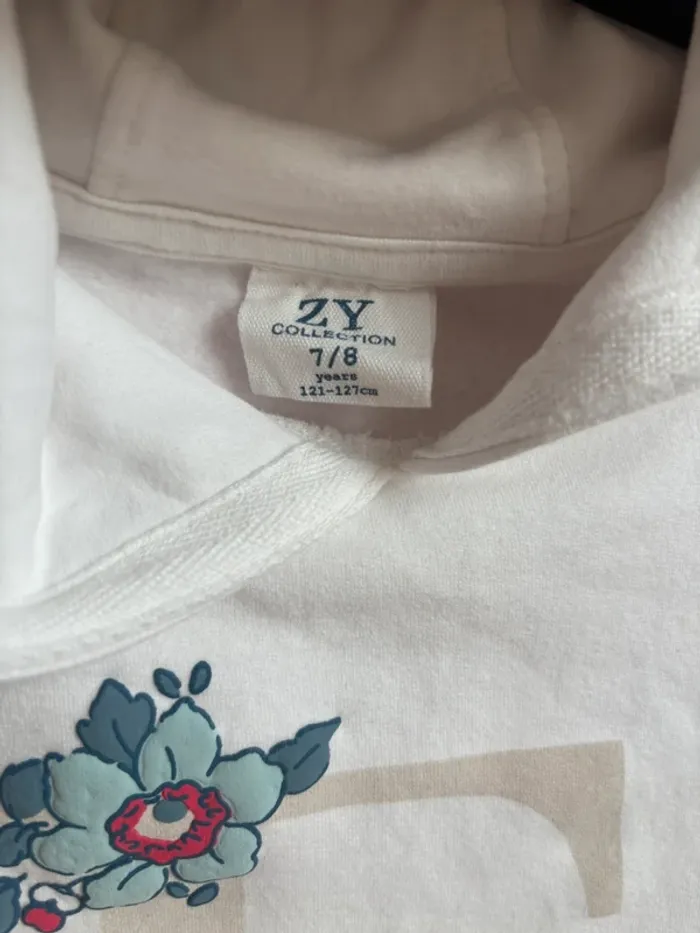 ZY
COLLECTION
7/8
years
121-127cm